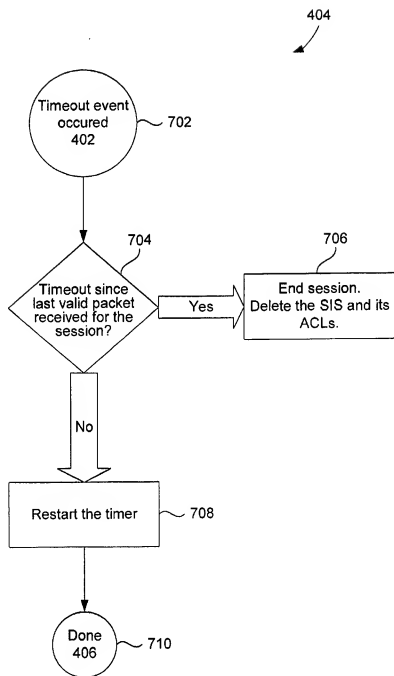 404
Timeout event
occured
402
702
704
Timeout since
last valid packet
received for the
session?
Yes
706
End session.
Delete the SIS and its
ACLs.
No
Restart the timer
708
Done
406
710